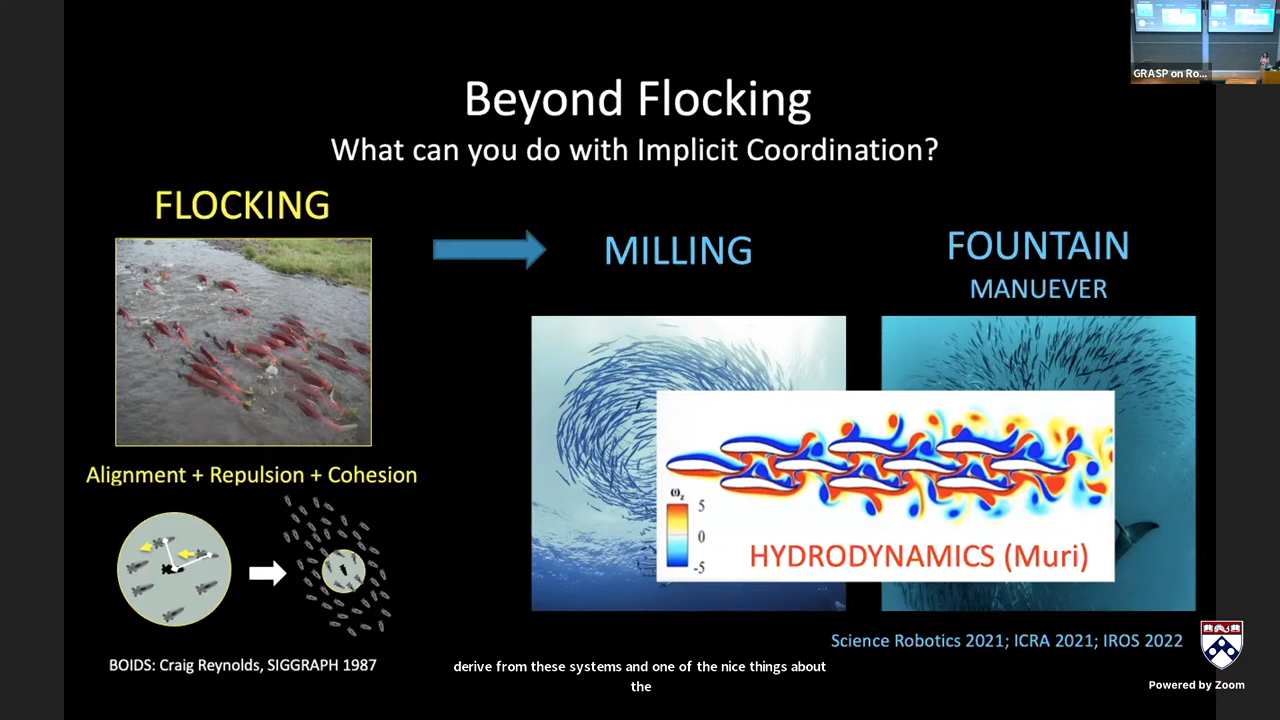 GRASP on Ro...
Beyond Flocking
What can you do with Implicit Coordination?
FLOCKING
MILLING
FOUNTAIN
MANUEVER
Alignment + Repulsion + Cohesion
ωz
5
0
-5
HYDRODYNAMICS (Muri)
Science Robotics 2021; ICRA 2021; IROS 2022
BOIDS: Craig Reynolds, SIGGRAPH 1987
derive from these systems and one of the nice things about
the
Powered by Zoom